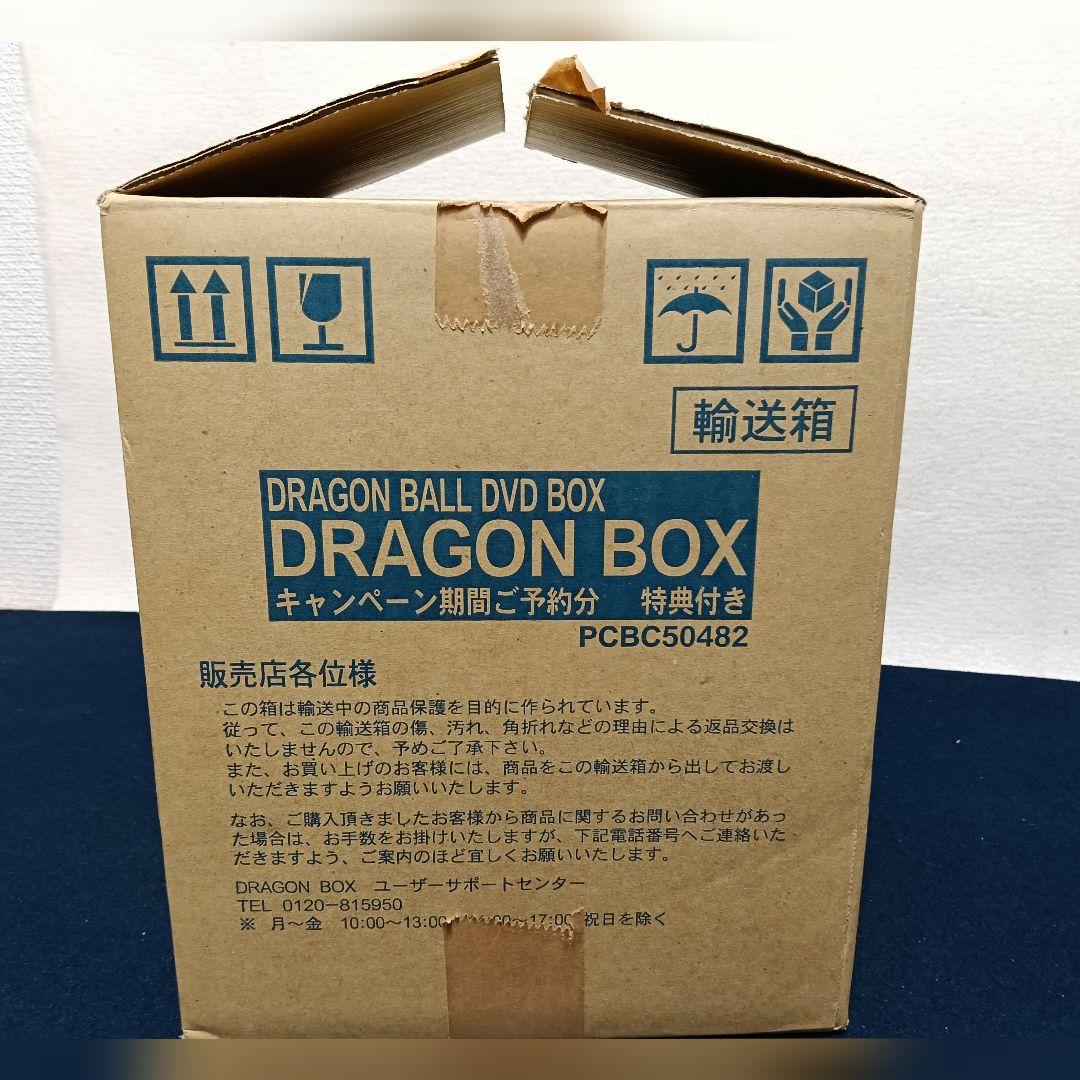 輸送箱
DRAGON BALL DVD BOX
DRAGON BOX
キャンペーン期間ご予約分 特典付き
PCBC50482
販売店各位様
この箱は輸送中の商品保護を目的に作られています。
従って、この輸送箱の傷、汚れ、角折れなどの理由による返品交換は
いたしませんので、予めご了承下さい。
また、お買い上げのお客様には、商品をこの輸送箱から出してお渡し
いただきますようお願いいたします。
なお、ご購入頂きましたお客様から商品に関するお問い合わせがあっ
た場合は、お手数をお掛けいたしますが、下記電話番号へご連絡いた
だきますよう、ご案内のほど宜しくお願いいたします。
DRAGON BOX ユーザーサポートセンター
TEL 0120-815950
※ 月〜金 10:00〜13:00 〜17:00 祝日を除く